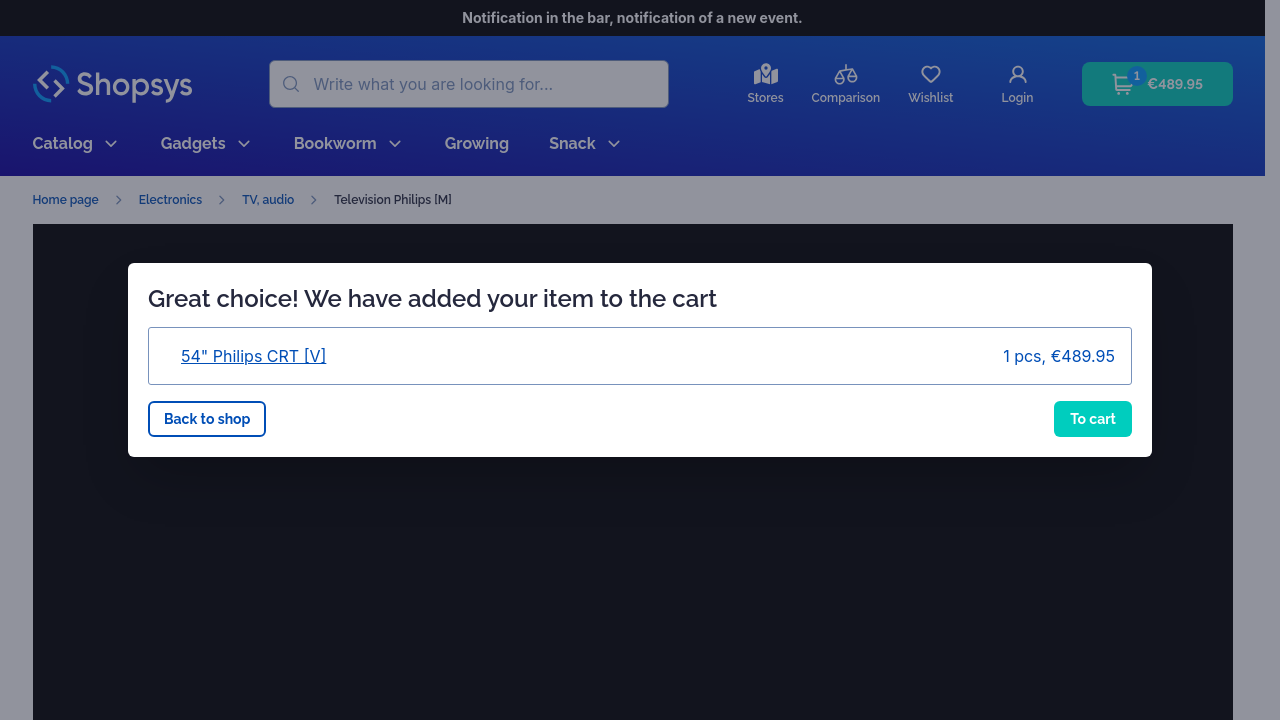 Notification in the bar, notification of a new event.
Shopsys
Write what you are looking for...
Stores
Comparison
Wishlist
Login
1
€489.95
Catalog
Gadgets
Bookworm
Growing
Snack
Home page
Electronics
TV, audio
Television Philips [M]
Great choice! We have added your item to the cart
54" Philips CRT [V]
1 pcs, €489.95
Back to shop
To cart